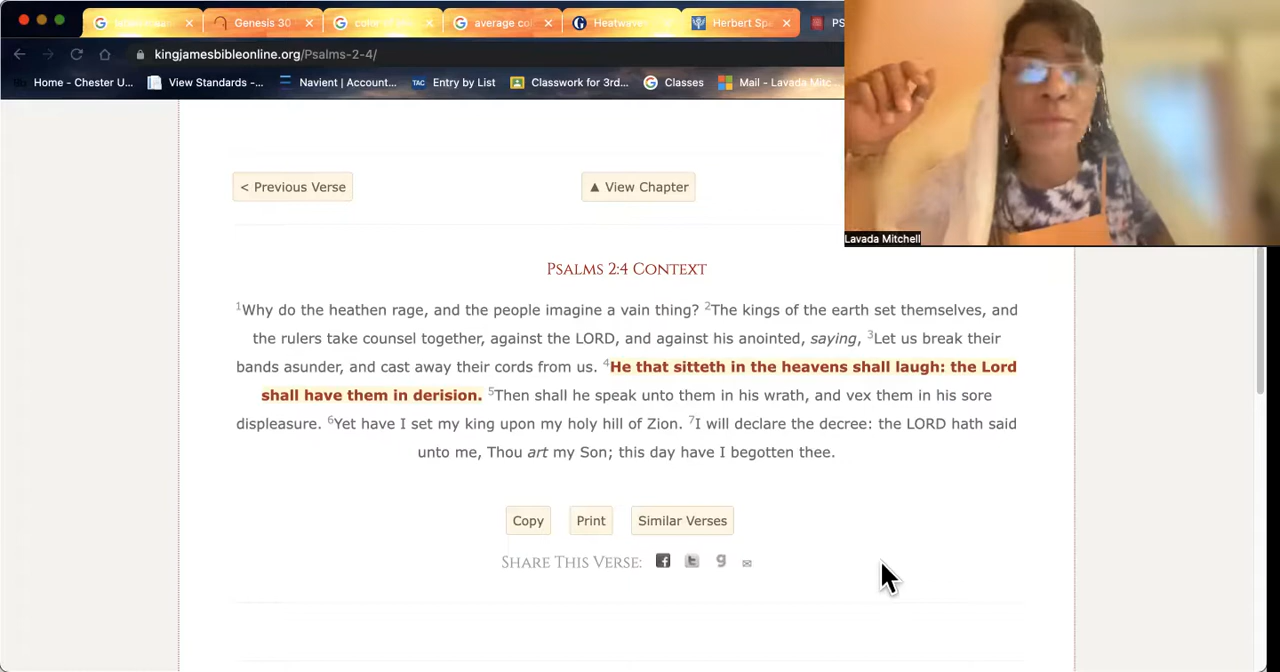 Genesis 30
color of
average co
Heatwave
Herbert Sp
PS
kingjamesbibleonline.org/Psalms-2-4/
Home - Chester U...
View Standards -...
Navient | Account...
TAC Entry by List
Classwork for 3rd...
Classes
Mail - Lavada Mitc...
Lavada Mitchell
< Previous Verse
▲ View Chapter
Psalms 2:4 Context
1Why do the heathen rage, and the people imagine a vain thing? 2The kings of the earth set themselves, and
the rulers take counsel together, against the LORD, and against his anointed, saying, 3Let us break their
bands asunder, and cast away their cords from us. 4He that sitteth in the heavens shall laugh: the Lord
shall have them in derision. 5Then shall he speak unto them in his wrath, and vex them in his sore
displeasure. 6Yet have I set my king upon my holy hill of Zion. 7I will declare the decree: the LORD hath said
unto me, Thou art my Son; this day have I begotten thee.
Copy
Print
Similar Verses
Share This Verse: